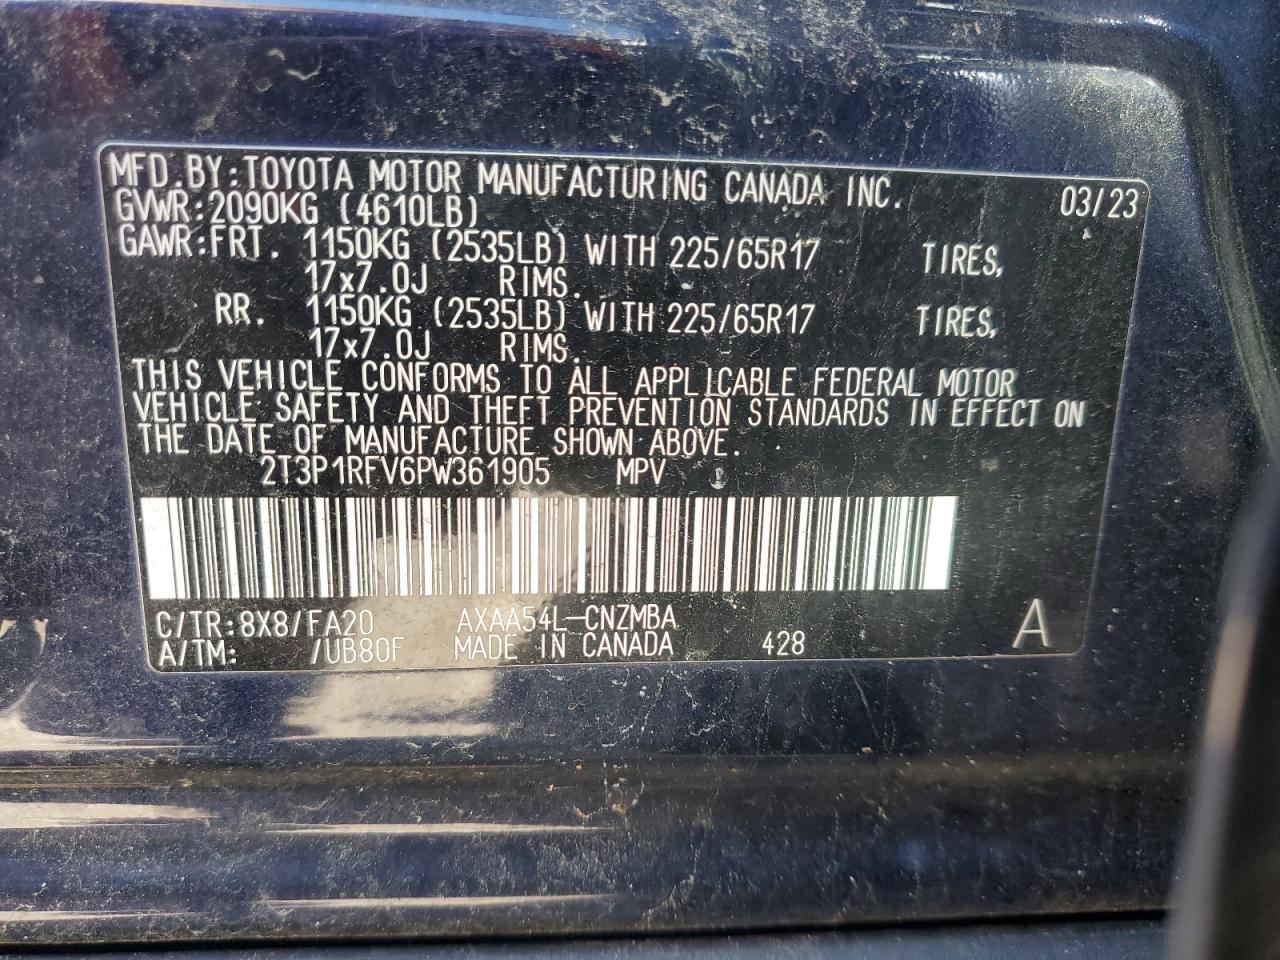 MFD.BY:TOYOTA MOTOR MANUFACTURING CANADA INC. 03/23
GVWR:2090KG (4610LB)
GAWR:FRT. 1150KG (2535LB) WITH 225/65R17 TIRES,
17x7.0J RIMS.
RR. 1150KG (2535LB) WITH 225/65R17 TIRES,
17x7.0J RIMS.
THIS VEHICLE CONFORMS TO ALL APPLICABLE FEDERAL MOTOR
VEHICLE SAFETY AND THEFT PREVENTION STANDARDS IN EFFECT ON
THE DATE OF MANUFACTURE SHOWN ABOVE.
2T3P1RFV6PW361905 MPV
C/TR:8X8/FA20 AXAA54L-CNZMBA
A/TM: /UB80F MADE IN CANADA 428 A